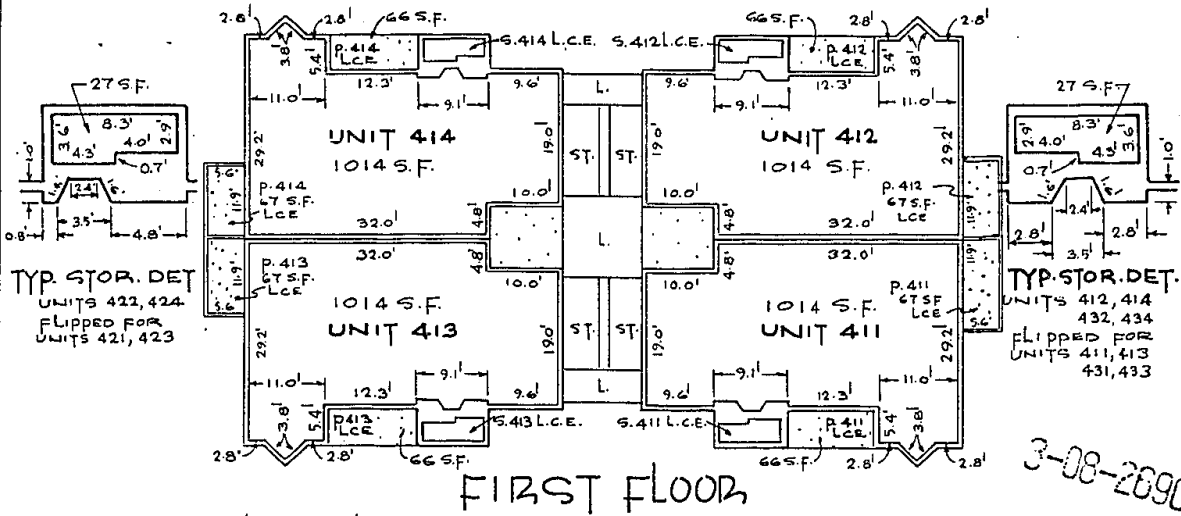 2.8' 2.8' 66 S.F. 66 S.F. 2.8' 2.8'
3.8' 5.4' P.414 LCE S.414 L.C.E. S.412 L.C.E. P.412 LCE 5.4' 3.8'
11.0' 12.3' 9.1' 9.6' L. 9.6' 9.1' 12.3' 11.0'
27 S.F. 27 S.F.
8.3' 3.6' 4.0' 2.9' 4.3' 0.7'
1.0' 1.8' 2.4' 1.8' 3.5' 0.8' 4.8'
TYP. STOR. DET
UNITS 422, 424
FLIPPED FOR
UNITS 421, 423
UNIT 414
1014 S.F.
29.2' 19.0' 10.0' 4.8' 32.0'
5.6' 11.9' P.414
67 S.F.
LCE
ST. ST.
L.
UNIT 412
1014 S.F.
19.0' 29.2' 10.0' 4.8' 32.0'
P.412
67 S.F.
LCE
11.9'
8.3' 2.9' 4.0' 3.6' 4.3' 0.7'
1.0' 2.4' 2.8' 3.5' 2.8'
TYP. STOR. DET.
UNITS 412, 414
432, 434
FLIPPED FOR
UNITS 411, 413
431, 433
11.9' 5.6' P.413
67 S.F.
LCE
32.0' 4.8' 10.0'
1014 S.F.
UNIT 413
29.2' 19.0'
ST. ST.
L.
32.0' 4.8' 10.0'
1014 S.F.
UNIT 411
19.0' 29.2'
P.411
67 SF
LCE
11.9' 5.6'
11.0' 12.3' 9.1' 9.6' 9.6' 9.1' 12.3' 11.0'
3.8' 5.4' P.413 LCE S.413 L.C.E. S.411 L.C.E. P.411 LCE 5.4' 3.8'
2.8' 2.8' 66 S.F. 66 S.F. 2.8' 2.8'
FIRST FLOOR
3-08-2690